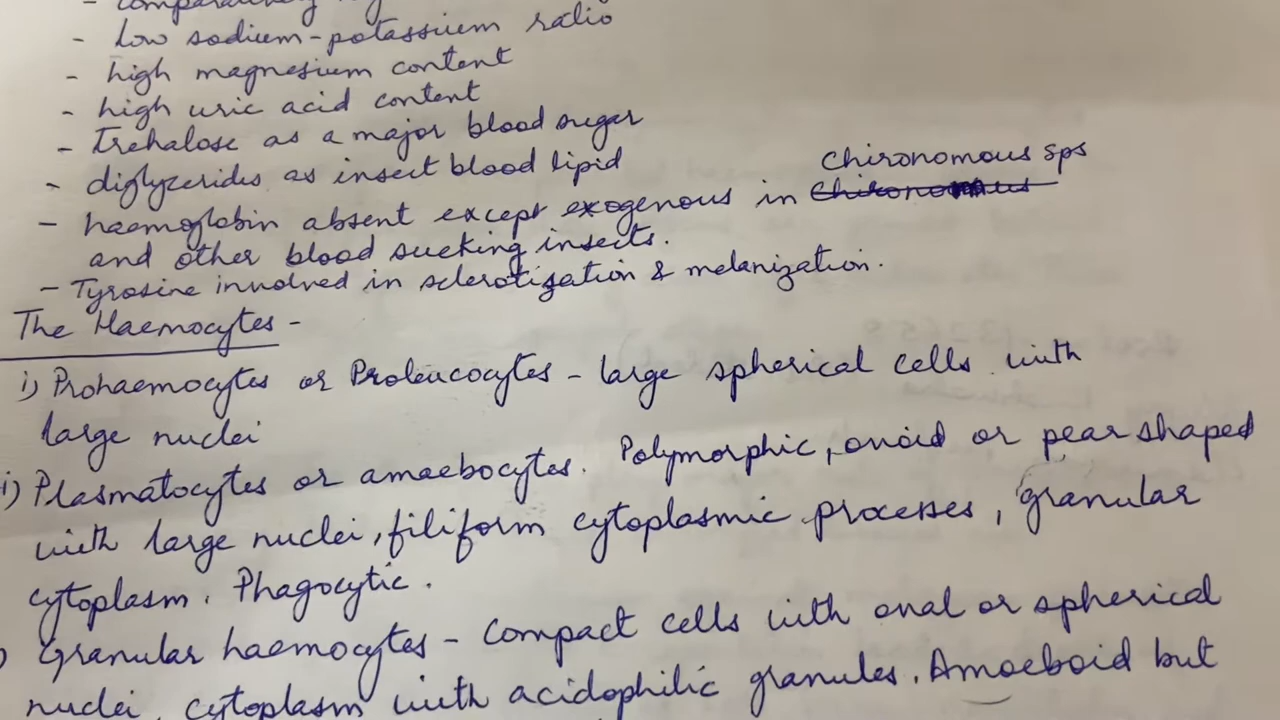 - comparatively
- low sodium-potassium ratio
- high magnesium content
- high uric acid content
- Trehalose as a major blood sugar
- diglycerides as insect blood lipid
- haemoglobin absent except exogenous in Chironomous sps
and other blood sucking insects.
- Tyrosine involved in sclerotization & melanization.
The Haemocytes -
i) Prohaemocytes or Proleucocytes - large spherical cells with
large nuclei
i) Plasmatocytes or amaebocytes. Polymorphic, ovoid or pear shaped
with large nuclei, filiform cytoplasmic processes, granular
cytoplasm. Phagocytic.
) Granular haemocytes - Compact cells with oval or spherical
nuclei, cytoplasm with acidophilic granules. Amoeboid but